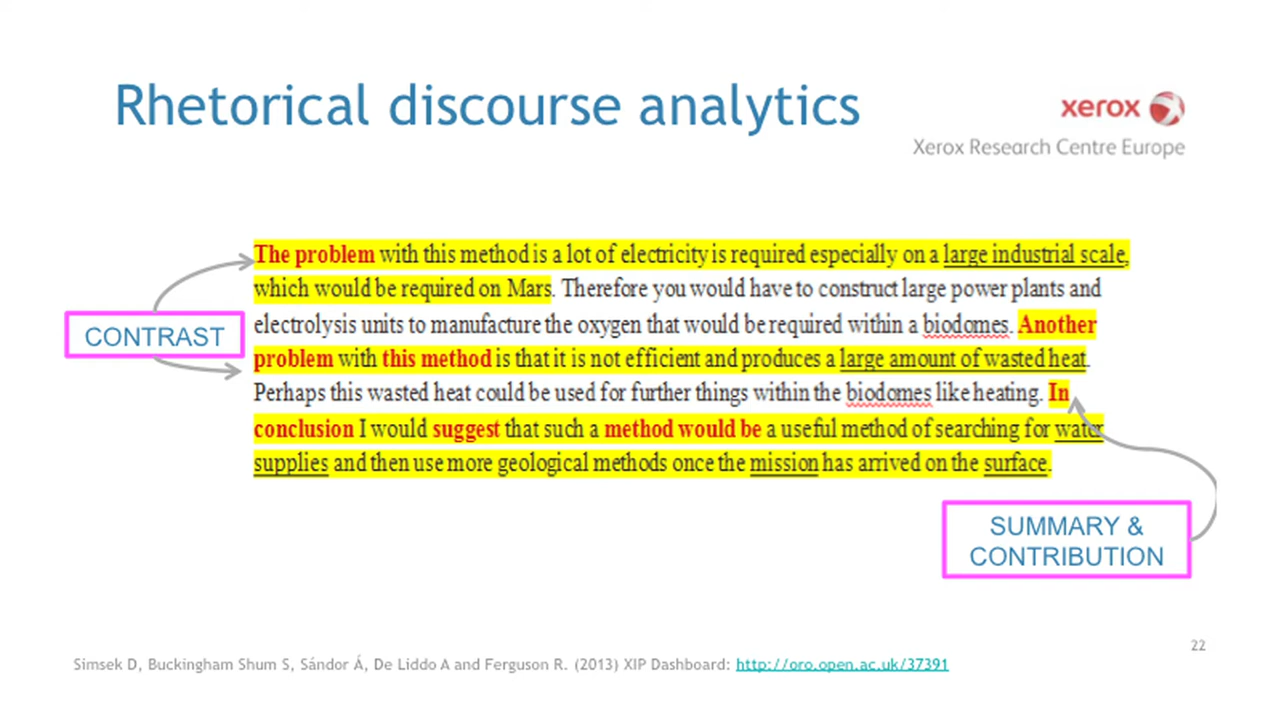 Rhetorical discourse analytics
xerox
Xerox Research Centre Europe
The problem with this method is a lot of electricity is required especially on a large industrial scale,
which would be required on Mars. Therefore you would have to construct large power plants and
electrolysis units to manufacture the oxygen that would be required within a biodomes. Another
problem with this method is that it is not efficient and produces a large amount of wasted heat.
Perhaps this wasted heat could be used for further things within the biodomes like heating. In
conclusion I would suggest that such a method would be a useful method of searching for water
supplies and then use more geological methods once the mission has arrived on the surface.
CONTRAST
SUMMARY &
CONTRIBUTION
22
Simsek D, Buckingham Shum S, Sándor Á, De Liddo A and Ferguson R. (2013) XIP Dashboard: http://oro.open.ac.uk/37391